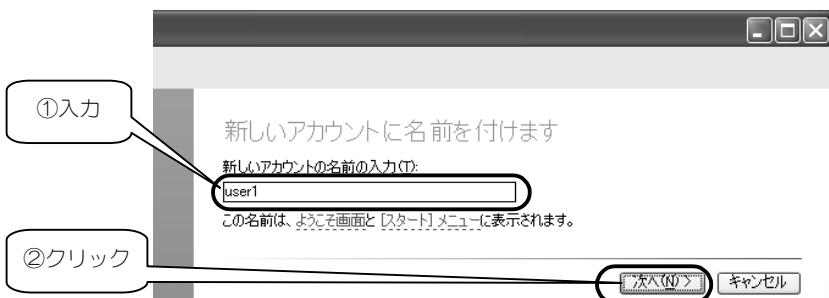 ①入力
新しいアカウントに名前を付けます
新しいアカウントの名前の入力(T):
user1
この名前は、ようこそ画面と [スタート] メニューに表示されます。
②クリック
次へ(N) >
キャンセル